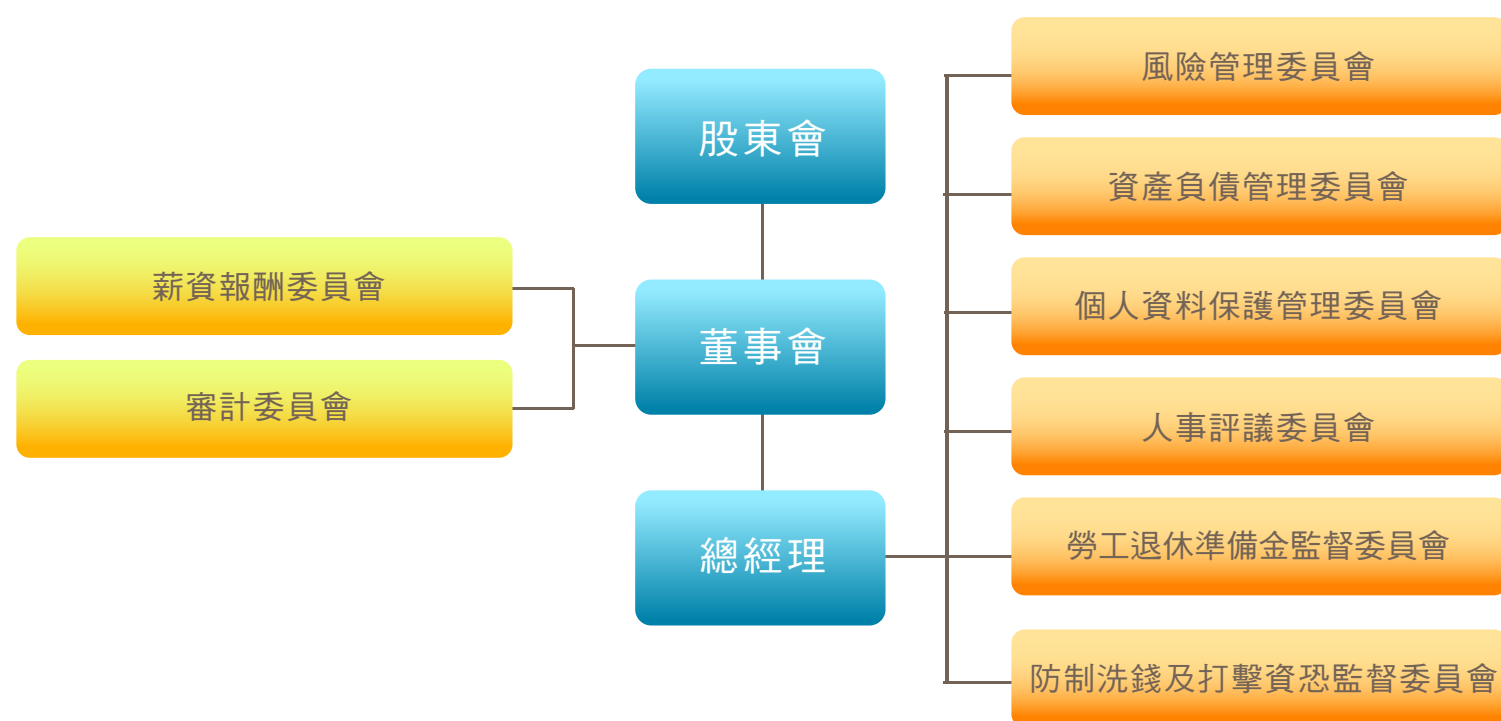 股東會
董事會
總經理
薪資報酬委員會
審計委員會
風險管理委員會
資產負債管理委員會
個人資料保護管理委員會
人事評議委員會
勞工退休準備金監督委員會
防制洗錢及打擊資恐監督委員會